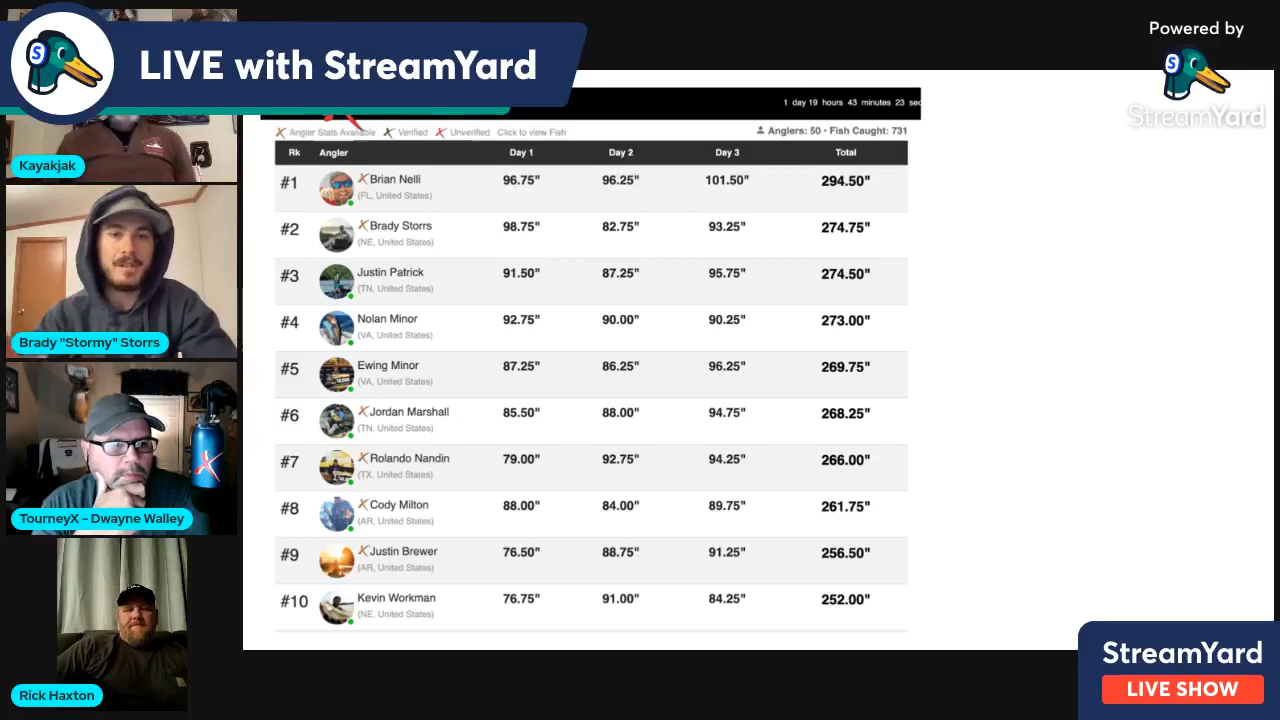 S
LIVE with StreamYard
Powered by
S
StreamYard
1 day 19 hours 43 minutes 23 sec
Angler Stats Available Verified Unverified Click to view Fish
Anglers: 50 • Fish Caught: 731
Rk Angler Day 1 Day 2 Day 3 Total
#1 Brian Nelli 96.75" 96.25" 101.50" 294.50"
(FL, United States)
#2 Brady Storrs 98.75" 82.75" 93.25" 274.75"
(NE, United States)
#3 Justin Patrick 91.50" 87.25" 95.75" 274.50"
(TN, United States)
#4 Nolan Minor 92.75" 90.00" 90.25" 273.00"
(VA, United States)
#5 Ewing Minor 87.25" 86.25" 96.25" 269.75"
(VA, United States)
#6 Jordan Marshall 85.50" 88.00" 94.75" 268.25"
(TN, United States)
#7 Rolando Nandin 79.00" 92.75" 94.25" 266.00"
(TX, United States)
#8 Cody Milton 88.00" 84.00" 89.75" 261.75"
(AR, United States)
#9 Justin Brewer 76.50" 88.75" 91.25" 256.50"
(AR, United States)
#10 Kevin Workman 76.75" 91.00" 84.25" 252.00"
(NE, United States)
Kayakjak
Brady "Stormy" Storrs
TourneyX - Dwayne Walley
Rick Haxton
StreamYard
LIVE SHOW